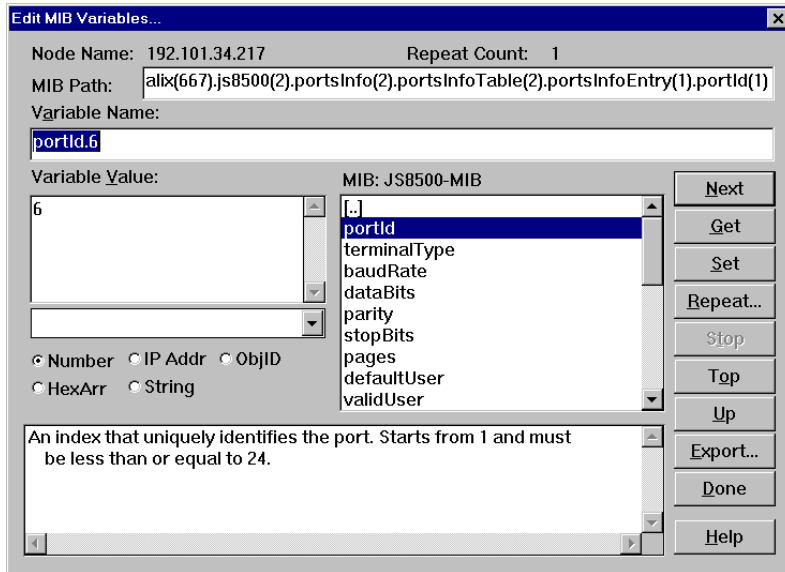 Edit MIB Variables...
Node Name: 192.101.34.217 Repeat Count: 1
MIB Path: alix(667).js8500(2).portsInfo(2).portsInfoTable(2).portsInfoEntry(1).portId(1)
Variable Name:
portId.6
Variable Value:
6
Number IP Addr ObjID
HexArr String
MIB: JS8500-MIB
[..]
portId
terminalType
baudRate
dataBits
parity
stopBits
pages
defaultUser
validUser
An index that uniquely identifies the port. Starts from 1 and must
be less than or equal to 24.
Next
Get
Set
Repeat...
Stop
Top
Up
Export...
Done
Help